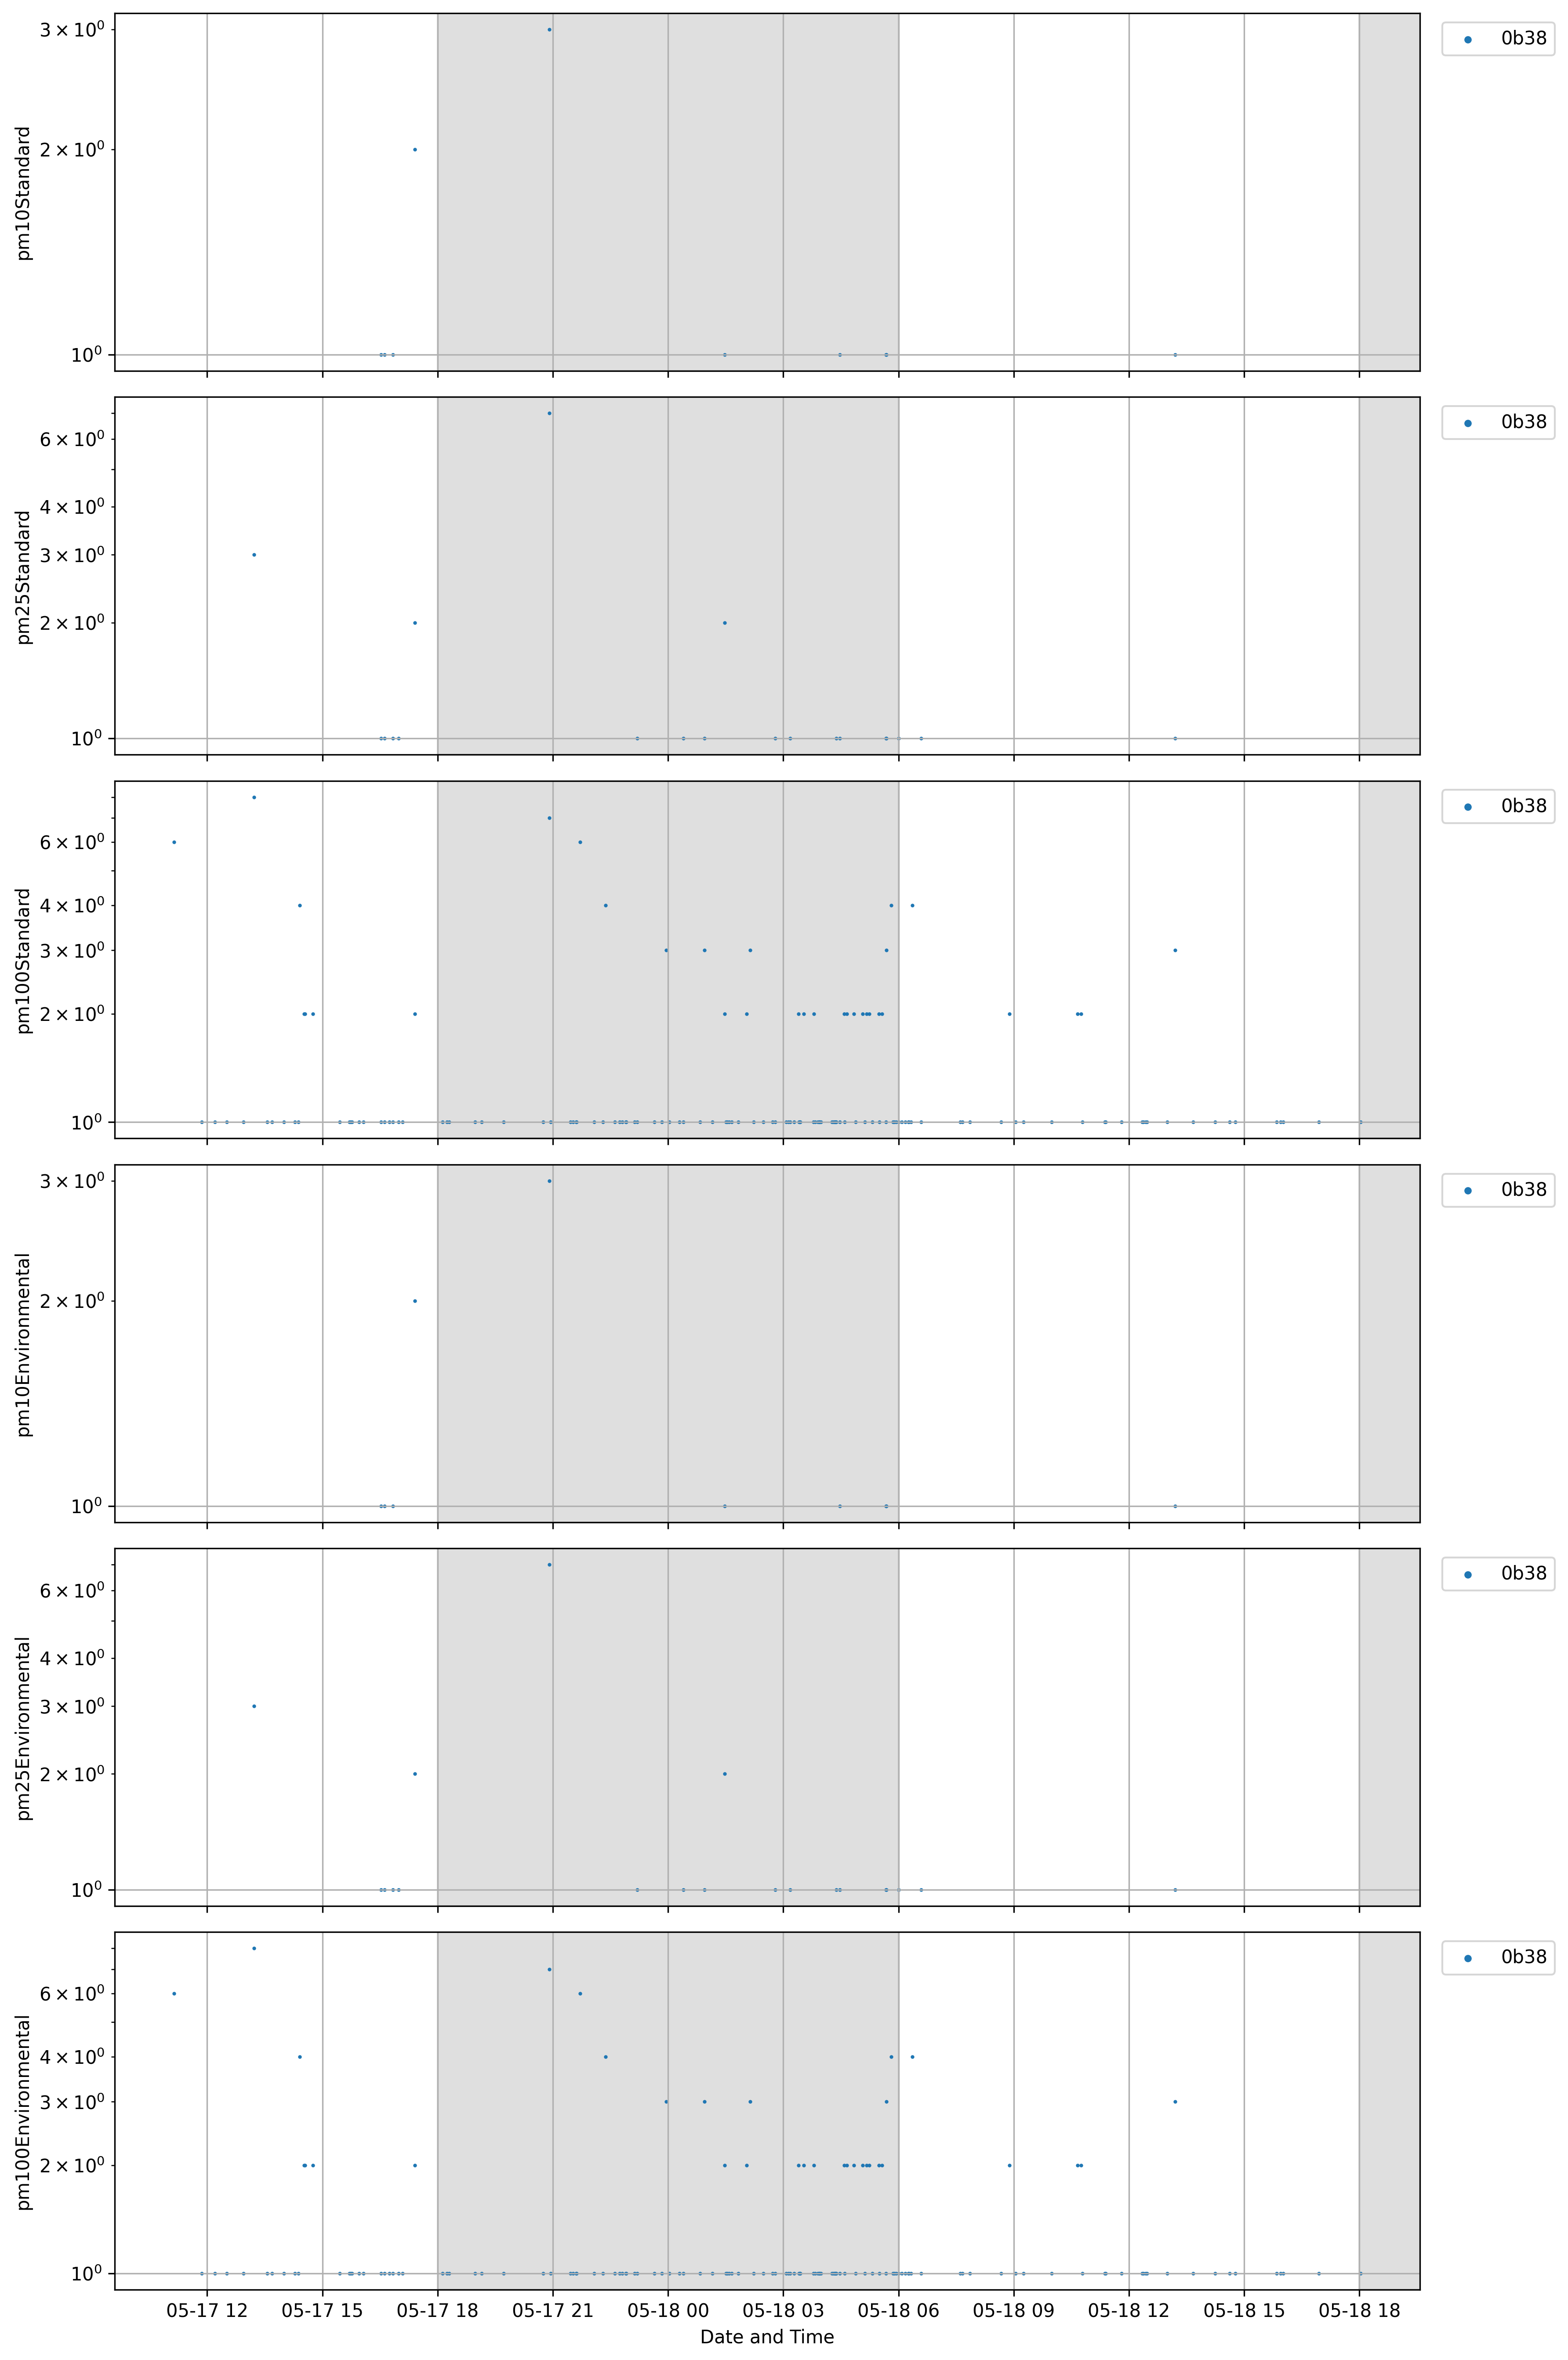 3 × 10⁰
2 × 10⁰
10⁰
pm10Standard
0b38
6 × 10⁰
4 × 10⁰
3 × 10⁰
2 × 10⁰
10⁰
pm25Standard
0b38
6 × 10⁰
4 × 10⁰
3 × 10⁰
2 × 10⁰
10⁰
pm100Standard
0b38
3 × 10⁰
2 × 10⁰
10⁰
pm10Environmental
0b38
6 × 10⁰
4 × 10⁰
3 × 10⁰
2 × 10⁰
10⁰
pm25Environmental
0b38
6 × 10⁰
4 × 10⁰
3 × 10⁰
2 × 10⁰
10⁰
pm100Environmental
0b38
05-17 12 05-17 15 05-17 18 05-17 21 05-18 00 05-18 03 05-18 06 05-18 09 05-18 12 05-18 15 05-18 18
Date and Time